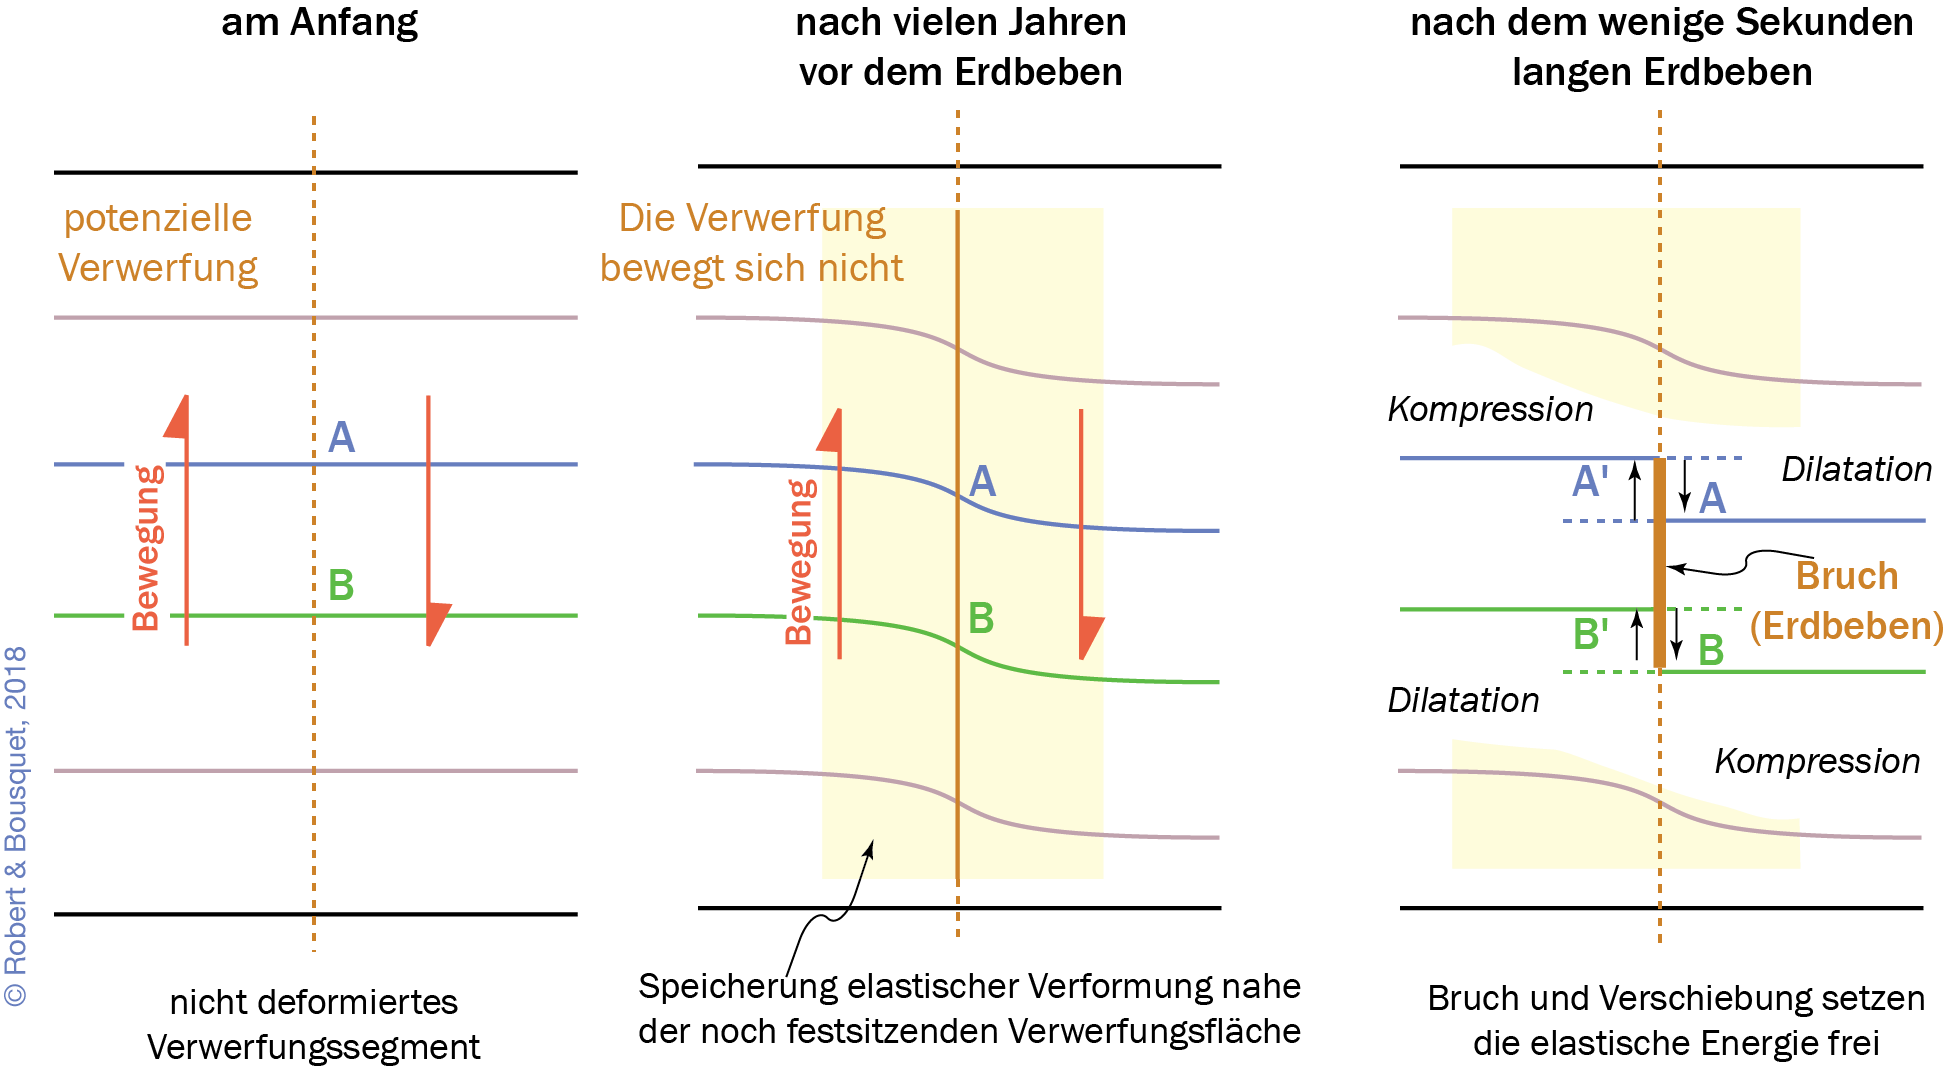 am Anfang
potenzielle
Verwerfung
A
B
Bewegung
nicht deformiertes
Verwerfungssegment
nach vielen Jahren
vor dem Erdbeben
Die Verwerfung
bewegt sich nicht
A
B
Bewegung
Speicherung elastischer Verformung nahe
der noch festsitzenden Verwerfungsfläche
nach dem wenige Sekunden
langen Erdbeben
Kompression
Dilatation
A'
A
Bruch
(Erdbeben)
B'
B
Dilatation
Kompression
Bruch und Verschiebung setzen
die elastische Energie frei
© Robert & Bousquet, 2018